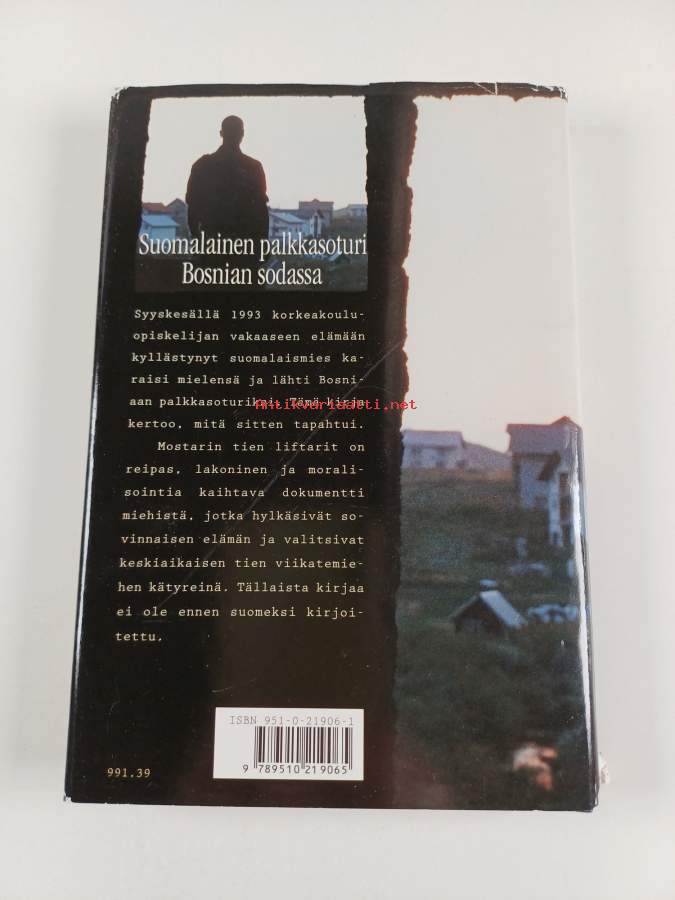 Suomalainen palkkasoturi
Bosnian sodassa
Syyskesällä 1993 korkeakoulu-
opiskelijan vakaaseen elämään
kyllästynyt suomalaismies ka-
raisi mielensä ja lähti Bosni-
aan palkkasoturiksi. Tämä kirja
Antikvariaatti.net
kertoo, mitä sitten tapahtui.
Mostarin tien liftarit on
reipas, lakoninen ja morali-
sointia kaihtava dokumentti
miehistä, jotka hylkäsivät so-
vinnaisen elämän ja valitsivat
keskiaikaisen tien viikatemie-
hen kätyreinä. Tällaista kirjaa
ei ole ennen suomeksi kirjoi-
tettu.
ISBN 951-0-21906-1
9 789510 219065
991.39